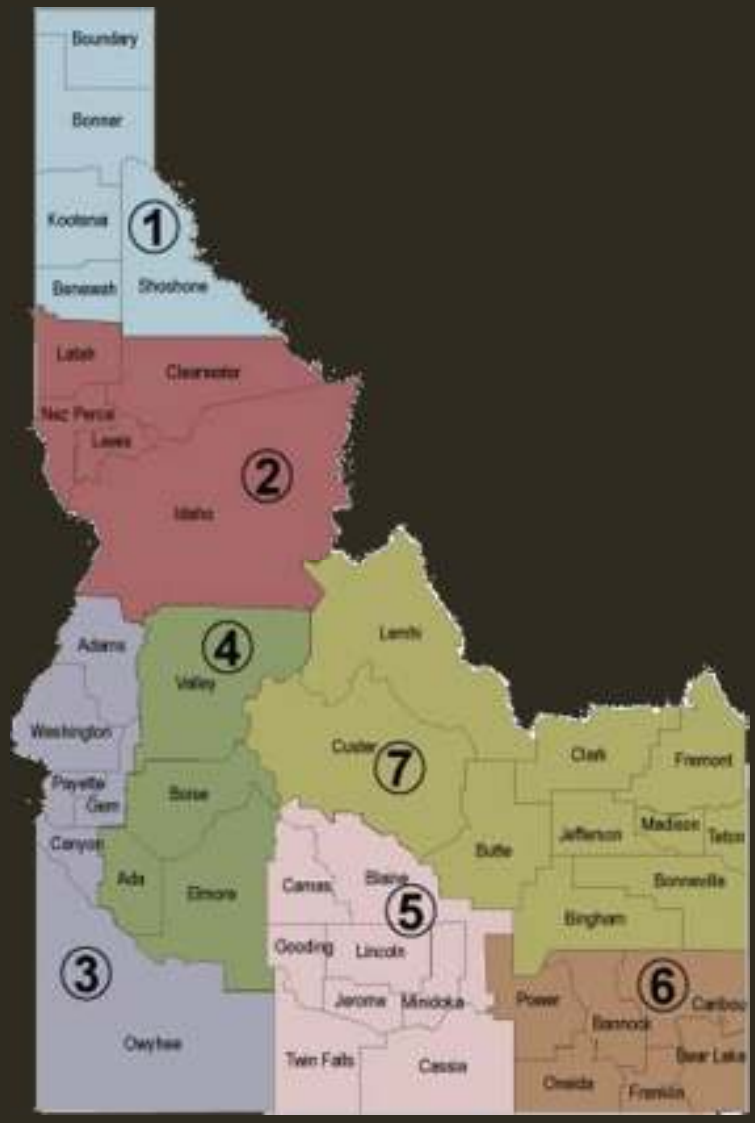 Boundary
Bonner
Kootenai
1
Benewah Shoshone
Latah
Clearwater
Nez Perce
Lewis
2
Idaho
Adams
4
Lemhi
Valley
Washington
Custer
7
Clark
Fremont
Payette
Gem
Boise
Canyon
Butte
Jefferson
Madison
Teton
Ada
Elmore
Camas
Blaine
Bonneville
5
Bingham
Gooding
Lincoln
3
6
Jerome
Minidoka
Power
Caribou
Bannock
Owyhee
Twin Falls
Cassia
Bear Lake
Oneida
Franklin